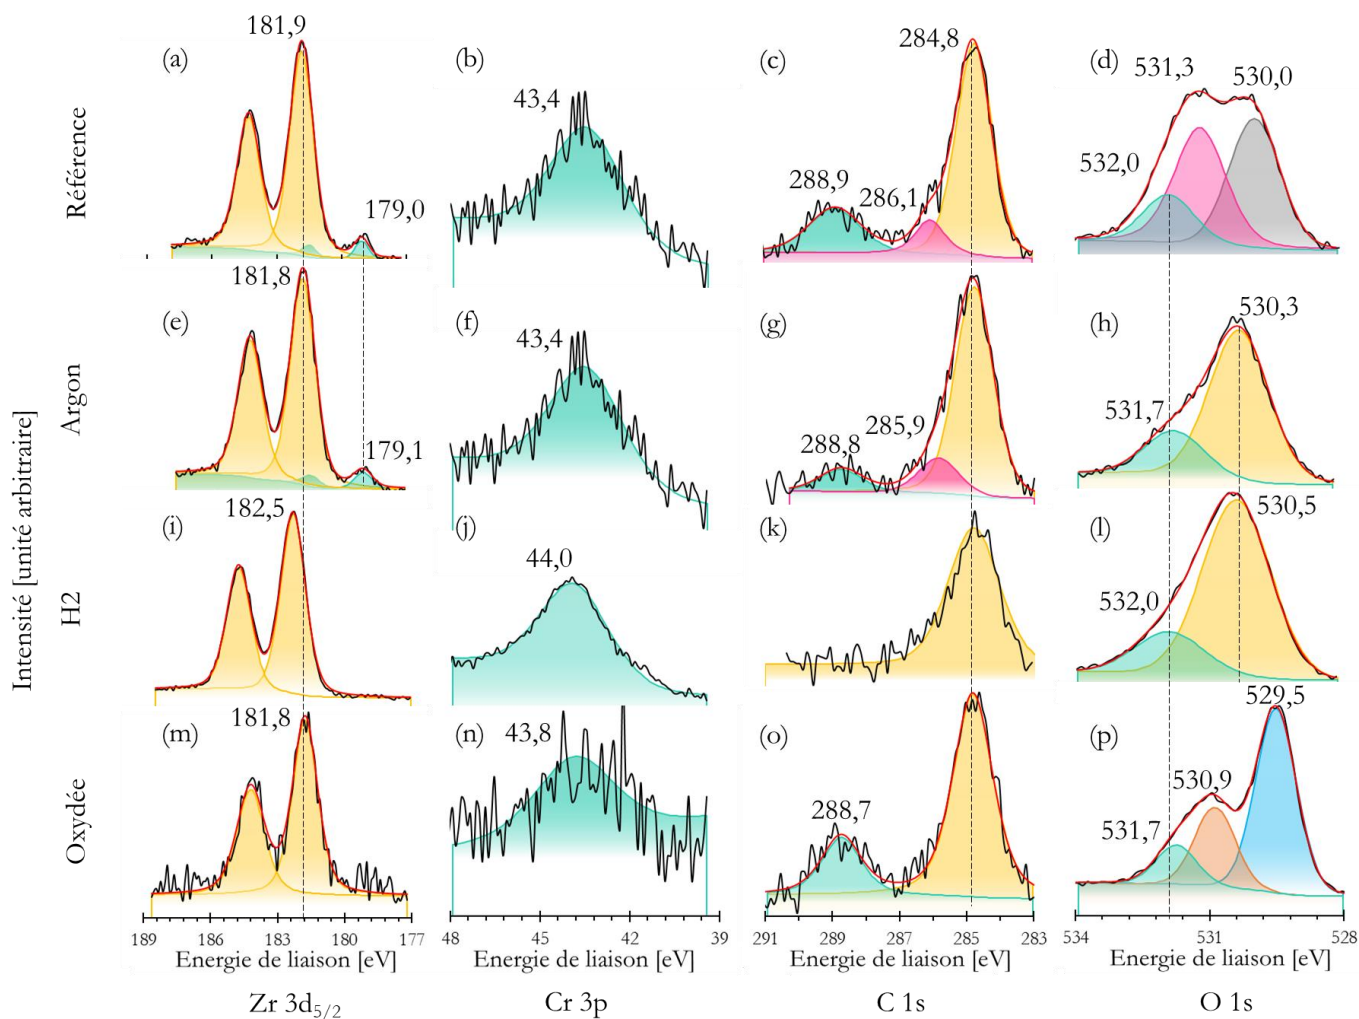 Intensité [unité arbitraire]
Référence
(a)
181,9
179,0
(b)
43,4
(c)
284,8
288,9
286,1
(d)
531,3
530,0
532,0
Argon
(e)
181,8
179,1
(f)
43,4
(g)
285,9
288,8
(h)
530,3
531,7
H2
(i)
182,5
(j)
44,0
(k)
(l)
530,5
532,0
Oxydée
(m)
181,8
(n)
43,8
(o)
288,7
(p)
529,5
530,9
531,7
189 186 183 180 177
48 45 42 39
291 289 287 285 283
534 531 528
Energie de liaison [eV]
Energie de liaison [eV]
Energie de liaison [eV]
Energie de liaison [eV]
Zr 3d5/2
Cr 3p
C 1s
O 1s